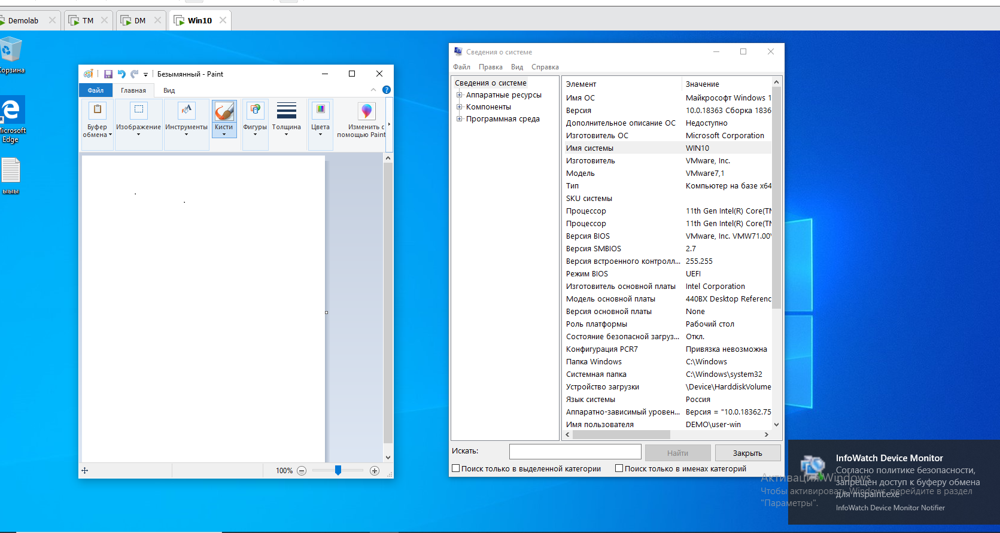 Demolab
TM
DM
Win10
Корзина
Microsoft
Edge
ыыы
Безымянный - Paint
Файл
Главная
Вид
Буфер
обмена
Изображение
Инструменты
Кисти
Фигуры
Толщина
Цвета
Изменить с
помощью Paint
100%
Сведения о системе
Файл Правка Вид Справка
Сведения о системе
Аппаратные ресурсы
Компоненты
Программная среда
Элемент Значение
Имя ОС Майкрософт Windows 1
Версия 10.0.18363 Сборка 1836
Дополнительное описание ОС Недоступно
Изготовитель ОС Microsoft Corporation
Имя системы WIN10
Изготовитель VMware, Inc.
Модель VMware7,1
Тип Компьютер на базе x64
SKU системы
Процессор 11th Gen Intel(R) Core(TM
Процессор 11th Gen Intel(R) Core(TM
Версия BIOS VMware, Inc. VMW71.00V
Версия SMBIOS 2.7
Версия встроенного контролл... 255.255
Режим BIOS UEFI
Изготовитель основной платы Intel Corporation
Модель основной платы 440BX Desktop Referenc
Версия основной платы None
Роль платформы Рабочий стол
Состояние безопасной загруз... Откл.
Конфигурация PCR7 Привязка невозможна
Папка Windows C:\Windows
Системная папка C:\Windows\system32
Устройство загрузки \Device\HarddiskVolume
Язык системы Россия
Аппаратно-зависимый уровен... Версия = "10.0.18362.75
Имя пользователя DEMO\user-win
Искать:
Найти
Закрыть
Поиск только в выделенной категории
Поиск только в именах категорий
InfoWatch Device Monitor
Согласно политике безопасности,
запрещен доступ к буферу обмена
для mspaint.exe
InfoWatch Device Monitor Notifier
Активация Windows
Чтобы активировать Windows, перейдите в раздел
"Параметры".